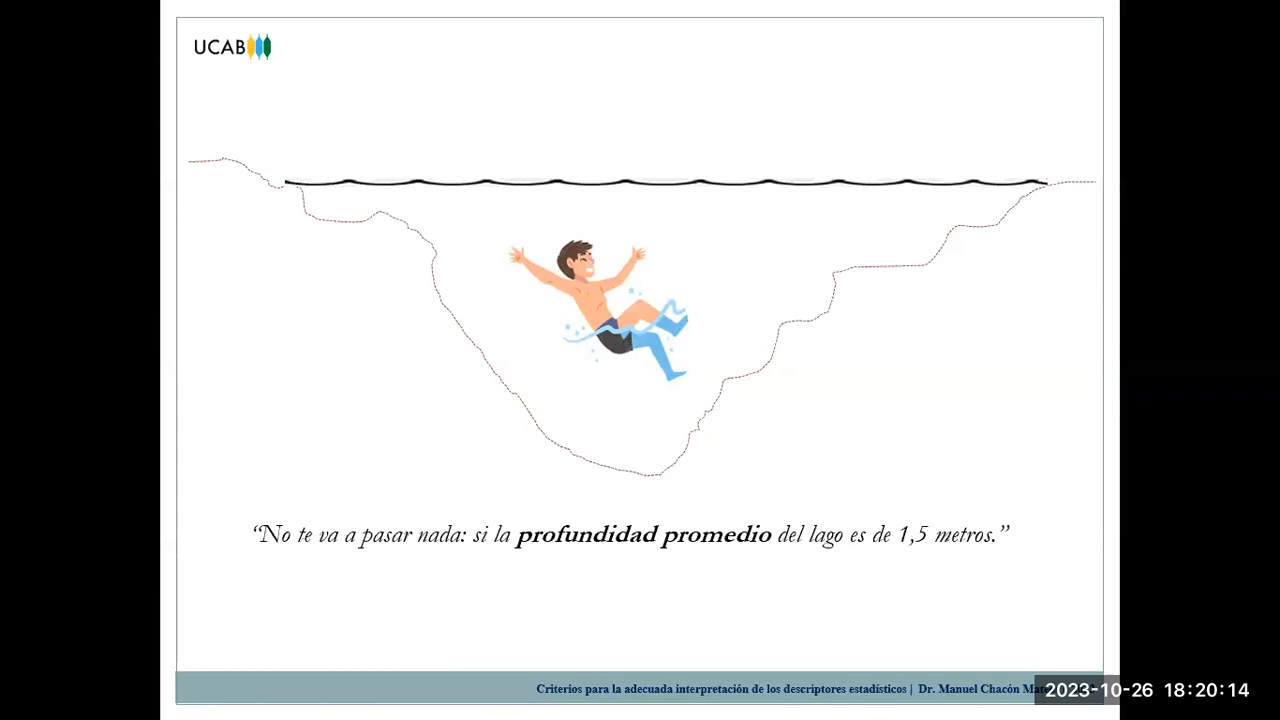 UCAB
“No te va a pasar nada: si la profundidad promedio del lago es de 1,5 metros.”
Criterios para la adecuada interpretación de los descriptores estadísticos | Dr. Manuel Chacón
2023-10-26 18:20:14